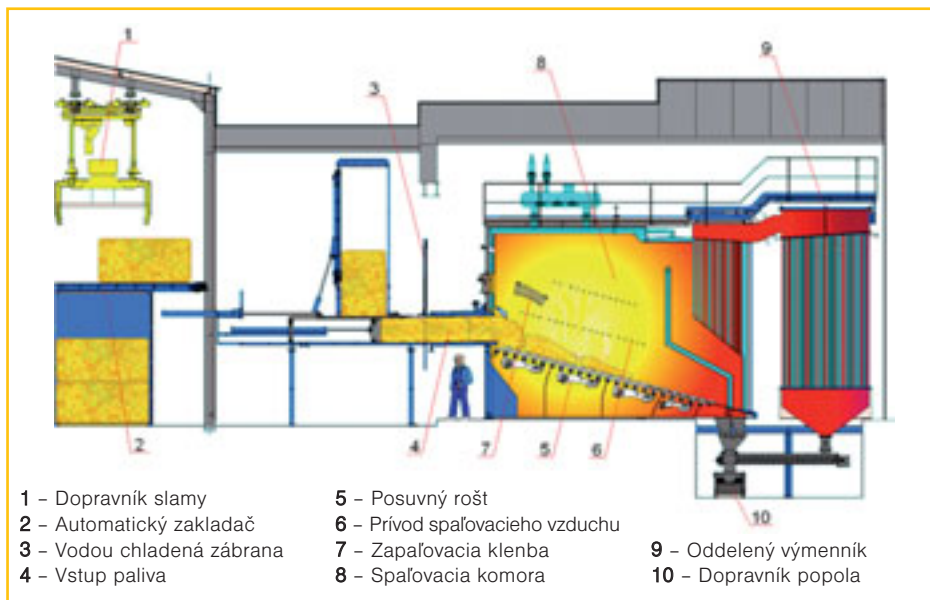 1
9
8
3
2
4
7
5
6
10
1 – Dopravník slamy
2 – Automatický zakladač
3 – Vodou chladená zábrana
4 – Vstup paliva
5 – Posuvný rošt
6 – Prívod spaľovacieho vzduchu
7 – Zapaľovacia klenba
8 – Spaľovacia komora
9 – Oddelený výmenník
10 – Dopravník popola